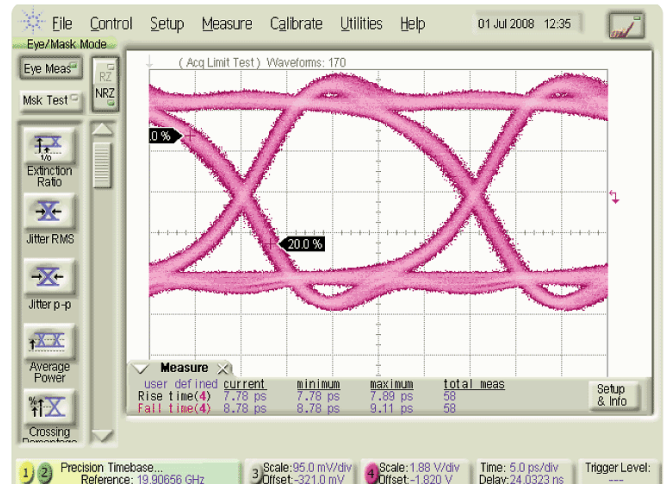 File Control Setup Measure Calibrate Utilities Help 01 Jul 2008 12:35
Eye/Mask Mode
Eye Meas
RZ
NRZ
Msk Test
(Acq Limit Test) Waveforms: 170
.0 %
20.0 %
Extinction
Ratio
Jitter RMS
Jitter p-p
Average
Power
Crossing
Percentage
Measure
user defined current minimum maximum total meas
Rise time(4) 7.78 ps 7.78 ps 7.89 ps 58
Fall time(4) 8.78 ps 8.78 ps 9.11 ps 58
Setup
& Info
1 2 Precision Timebase...
Reference: 19.90656 GHz
3 Scale:95.0 mV/div
Offset:-321.0 mV
4 Scale:1.88 V/div
Offset:-1.820 V
Time: 5.0 ps/div
Delay:24.0323 ns
Trigger Level:
---